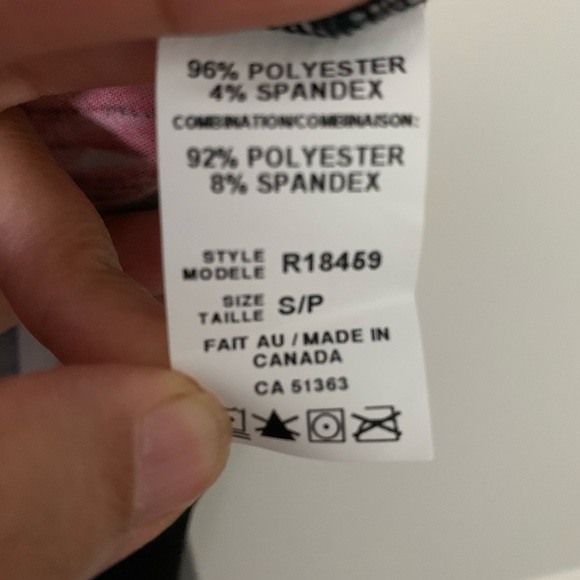 96% POLYESTER
4% SPANDEX
COMBINATION/COMBINAISON:
92% POLYESTER
8% SPANDEX
STYLE
MODELE R18459
SIZE
TAILLE S/P
FAIT AU / MADE IN
CANADA
CA 51363